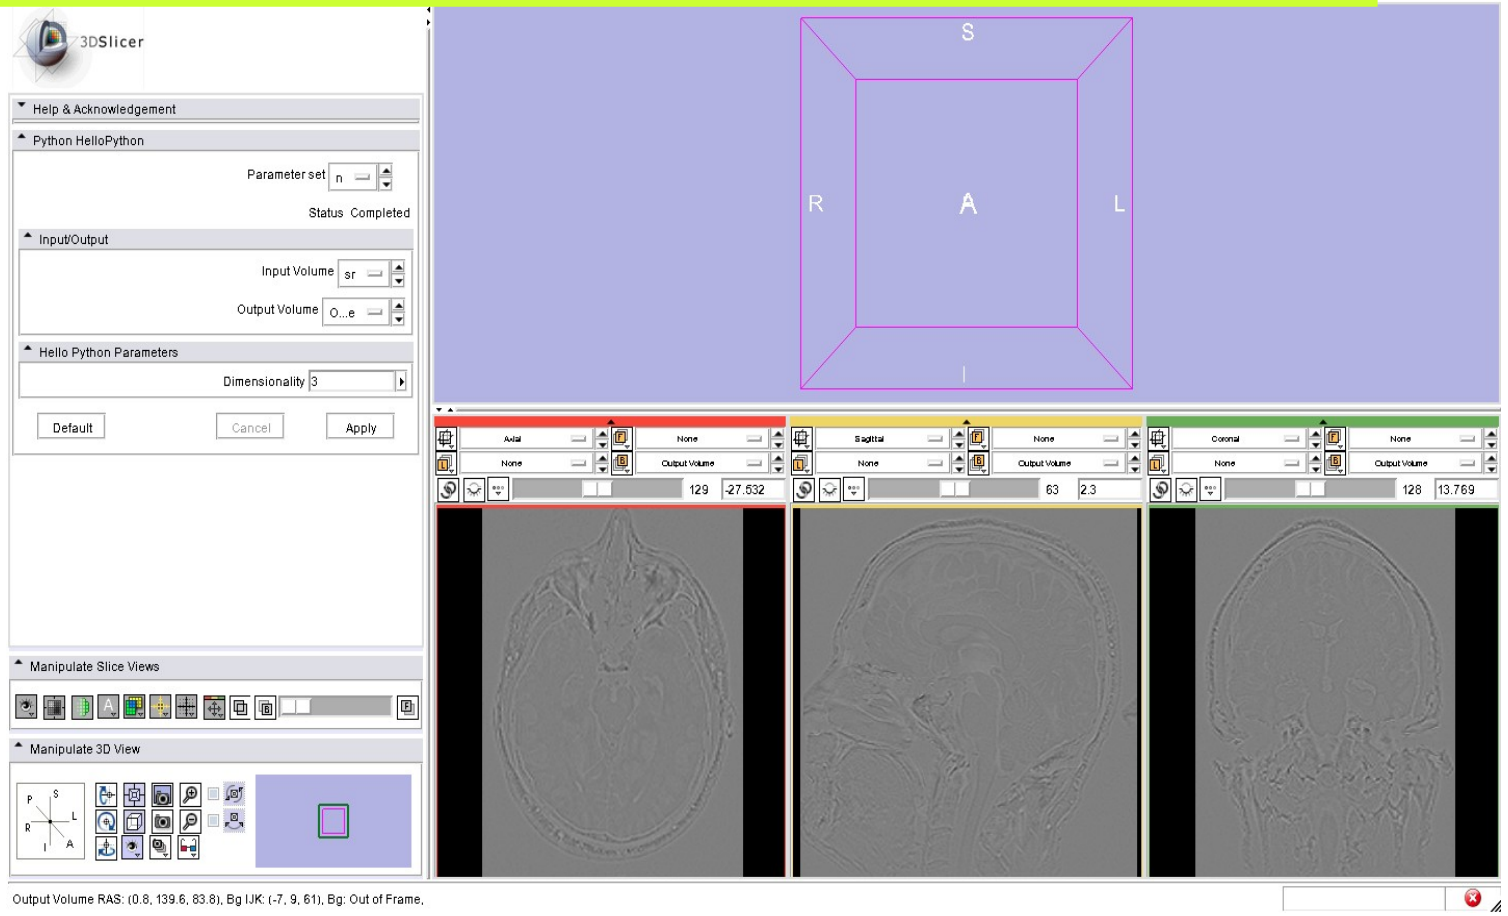 3DSlicer
Help & Acknowledgement
Python HelloPython
Parameter set n
Status Completed
Input/Output
Input Volume sr
Output Volume O...e
Hello Python Parameters
Dimensionality 3
Default Cancel Apply
Manipulate Slice Views
A F B
Manipulate 3D View
P S
R L
I A
S
R A L
I
Axial F None
L None B Output Volume
129 -27.532
Sagittal F None
L None B Output Volume
63 2.3
Coronal F None
L None B Output Volume
128 13.769
Output Volume RAS: (0.8, 139.6, 83.8), Bg IJK: (-7, 9, 61), Bg: Out of Frame,